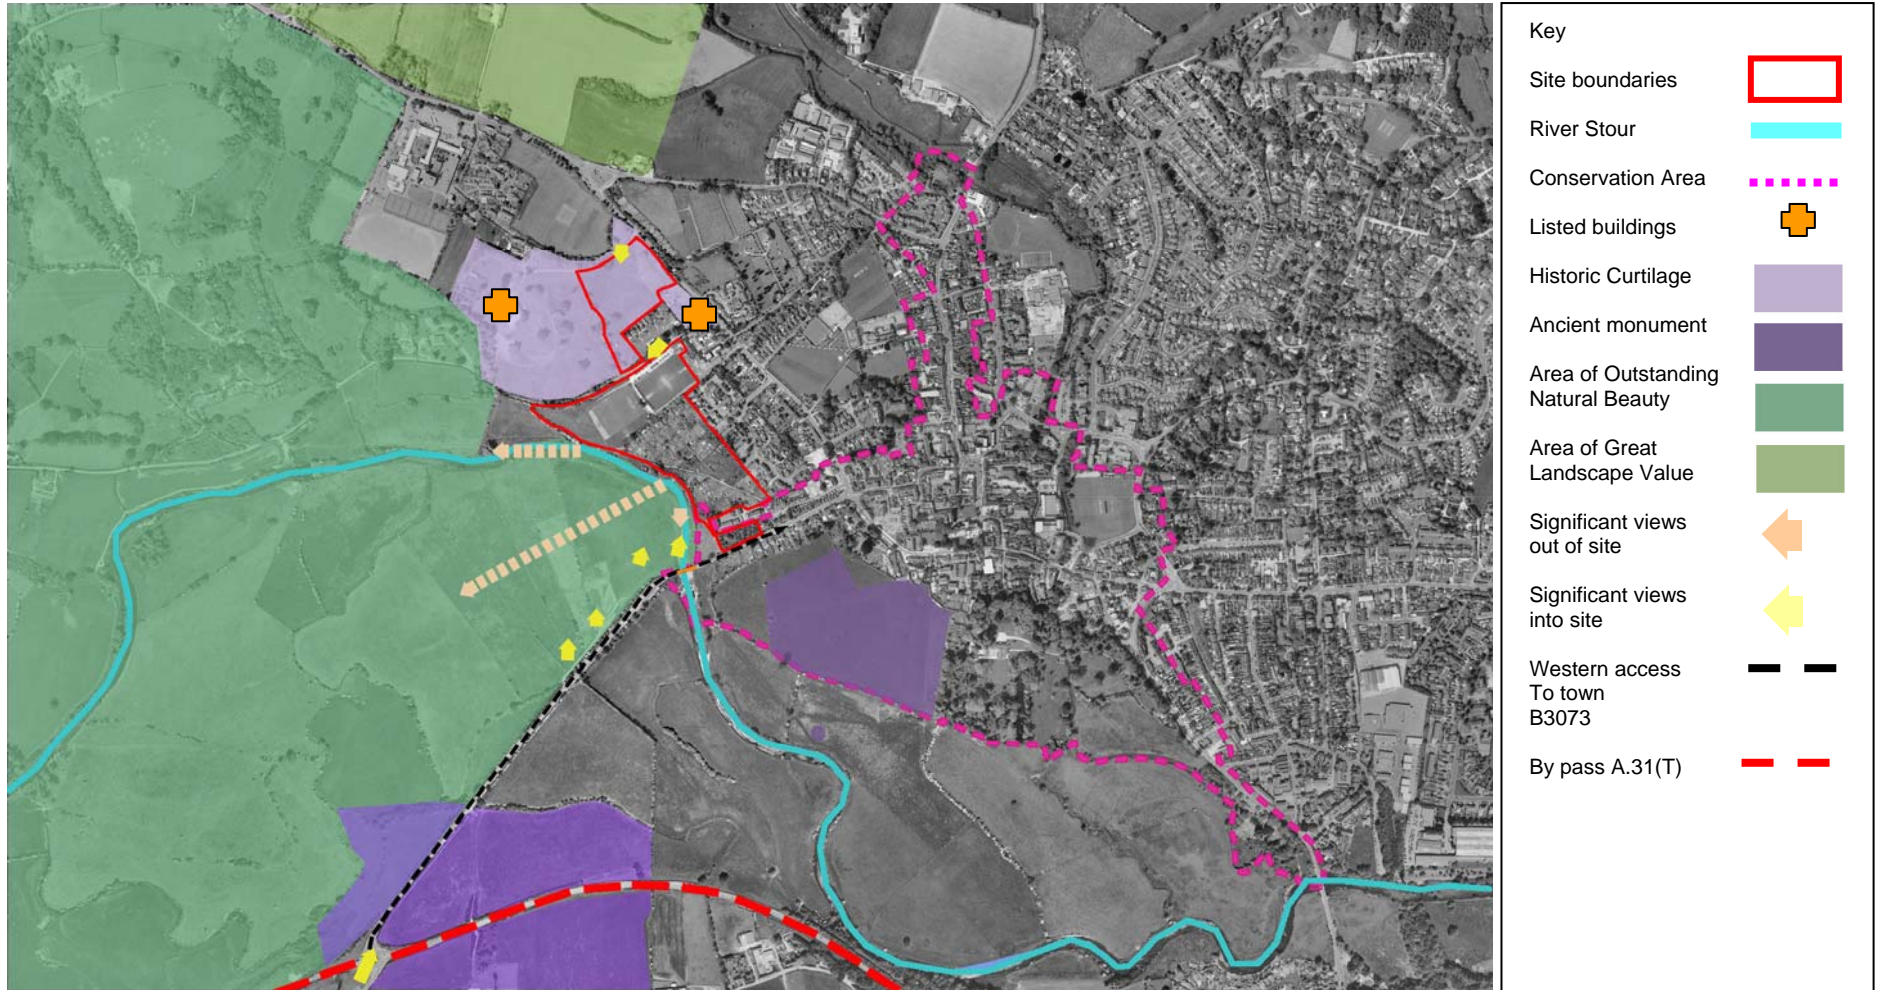 Key
Site boundaries
River Stour
Conservation Area
Listed buildings
Historic Curtilage
Ancient monument
Area of Outstanding
Natural Beauty
Area of Great
Landscape Value
Significant views
out of site
Significant views
into site
Western access
To town
B3073
By pass A.31(T)